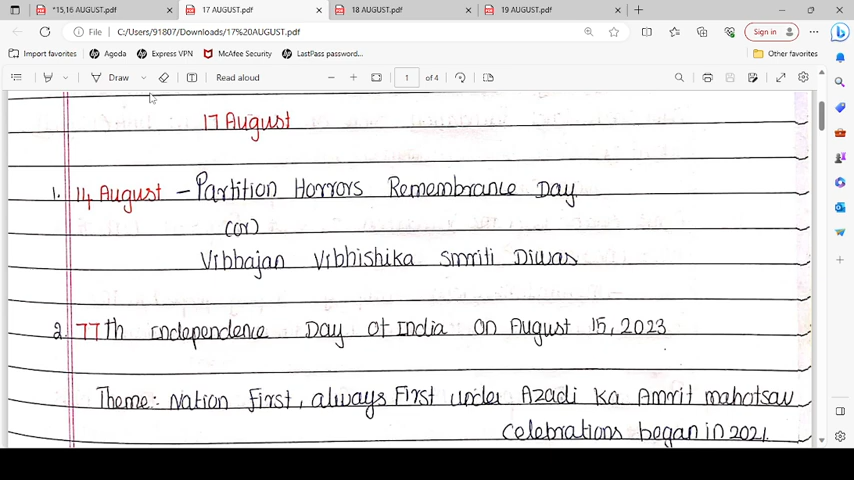 *15,16 AUGUST.pdf
17 AUGUST.pdf
18 AUGUST.pdf
19 AUGUST.pdf
File | C:/Users/91807/Downloads/17%20AUGUST.pdf
Sign in
Import favorites
Agoda
Express VPN
McAfee Security
LastPass password...
Other favorites
Draw
Read aloud
1 of 4
17 August
1. 14 August - Partition Horrors Remembrance Day
(or)
Vibhajan Vibhishika Smriti Diwas
2. 77th Independence Day of India on August 15, 2023
Theme:- Nation First, always First under Azadi ka Amrit mahotsav
celebrations began in 2021.